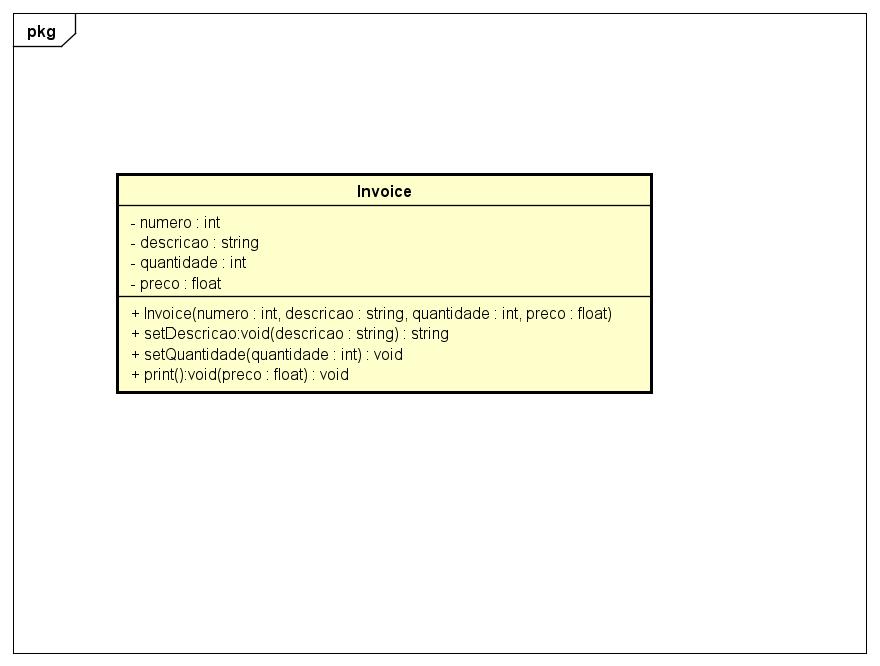 pkg
Invoice
- numero : int
- descricao : string
- quantidade : int
- preco : float
+ Invoice(numero : int, descricao : string, quantidade : int, preco : float)
+ setDescricao:void(descricao : string) : string
+ setQuantidade(quantidade : int) : void
+ print():void(preco : float) : void